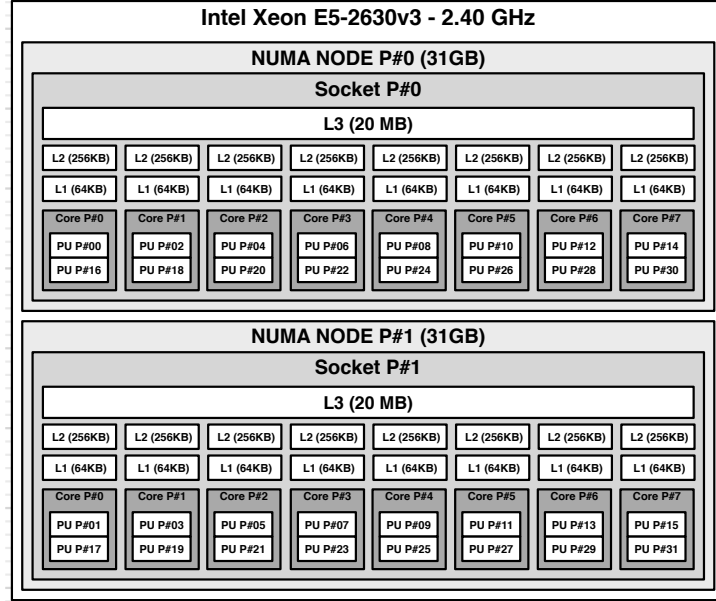 Intel Xeon E5-2630v3 - 2.40 GHz
NUMA NODE P#0 (31GB)
Socket P#0
L3 (20 MB)
L2 (256KB) L2 (256KB) L2 (256KB) L2 (256KB) L2 (256KB) L2 (256KB) L2 (256KB) L2 (256KB)
L1 (64KB) L1 (64KB) L1 (64KB) L1 (64KB) L1 (64KB) L1 (64KB) L1 (64KB) L1 (64KB)
Core P#0 Core P#1 Core P#2 Core P#3 Core P#4 Core P#5 Core P#6 Core P#7
PU P#00 PU P#02 PU P#04 PU P#06 PU P#08 PU P#10 PU P#12 PU P#14
PU P#16 PU P#18 PU P#20 PU P#22 PU P#24 PU P#26 PU P#28 PU P#30
NUMA NODE P#1 (31GB)
Socket P#1
L3 (20 MB)
L2 (256KB) L2 (256KB) L2 (256KB) L2 (256KB) L2 (256KB) L2 (256KB) L2 (256KB) L2 (256KB)
L1 (64KB) L1 (64KB) L1 (64KB) L1 (64KB) L1 (64KB) L1 (64KB) L1 (64KB) L1 (64KB)
Core P#0 Core P#1 Core P#2 Core P#3 Core P#4 Core P#5 Core P#6 Core P#7
PU P#01 PU P#03 PU P#05 PU P#07 PU P#09 PU P#11 PU P#13 PU P#15
PU P#17 PU P#19 PU P#21 PU P#23 PU P#25 PU P#27 PU P#29 PU P#31